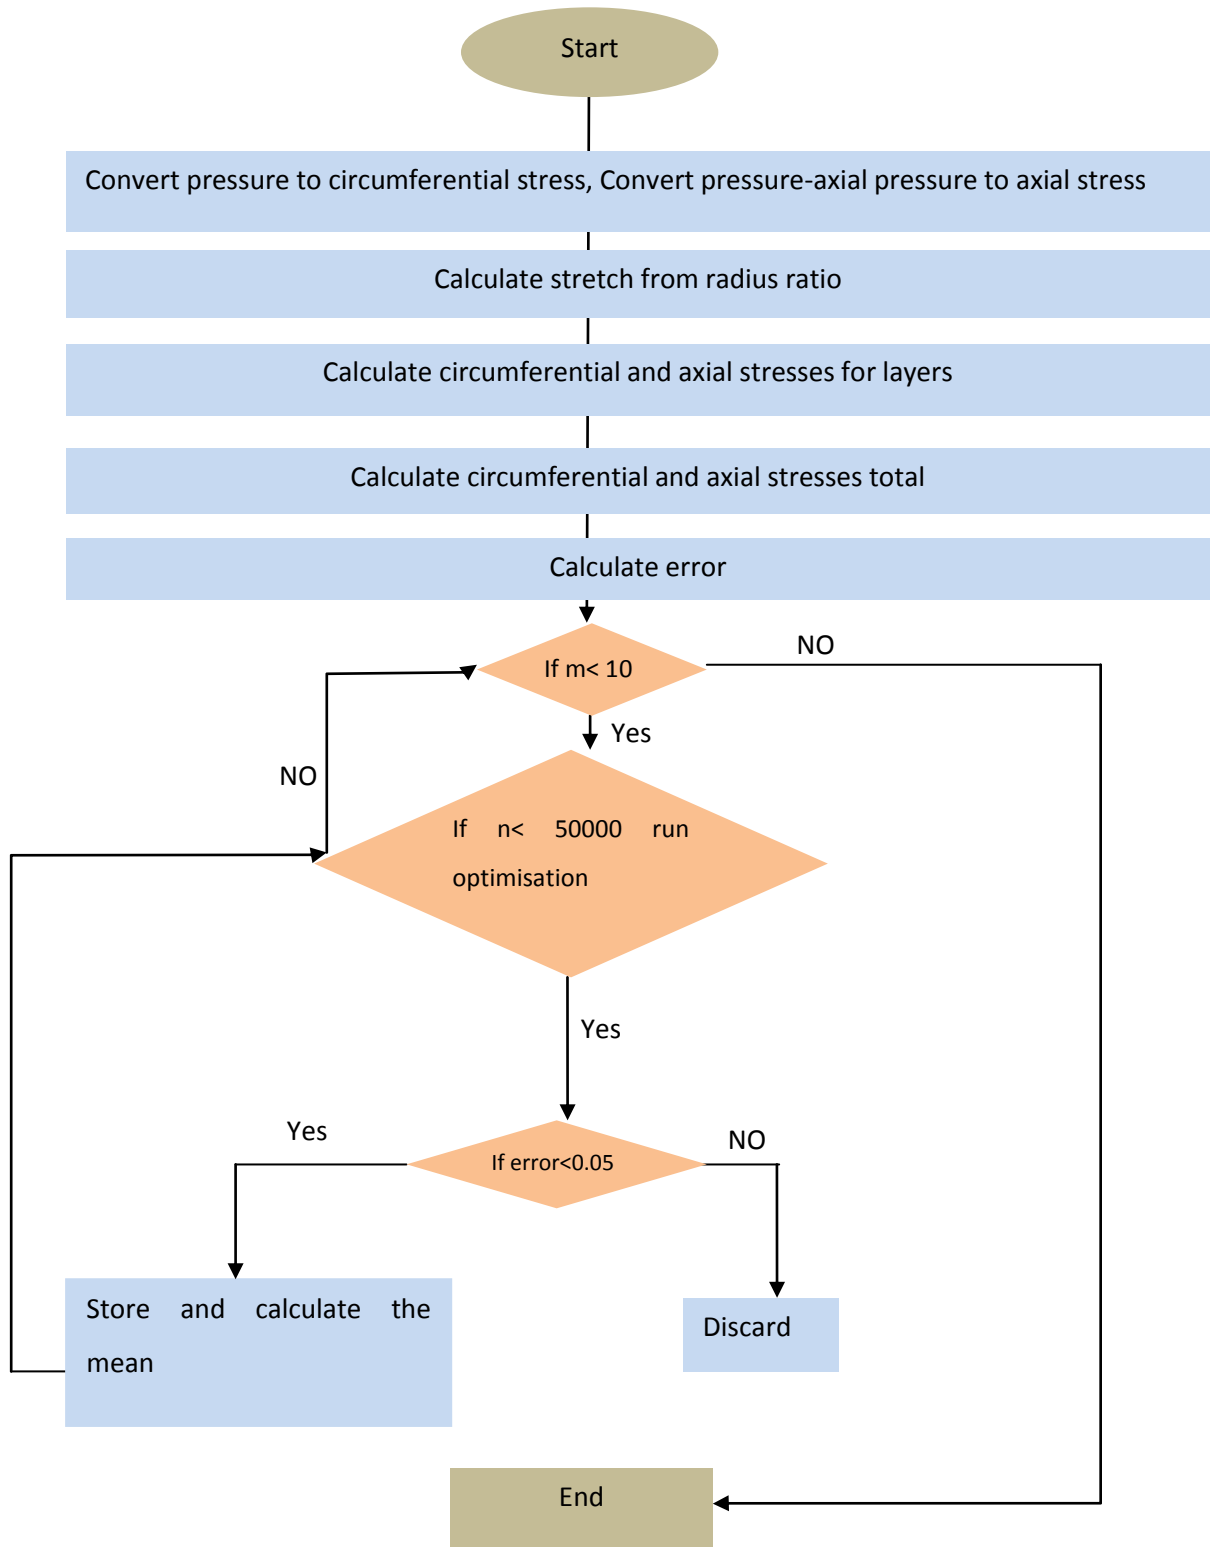 Start
Convert pressure to circumferential stress, Convert pressure-axial pressure to axial stress
Calculate stretch from radius ratio
Calculate circumferential and axial stresses for layers
Calculate circumferential and axial stresses total
Calculate error
If m< 10
NO
Yes
NO
If n< 50000 run
optimisation
Yes
Yes
If error<0.05
NO
Store and calculate the
mean
Discard
End